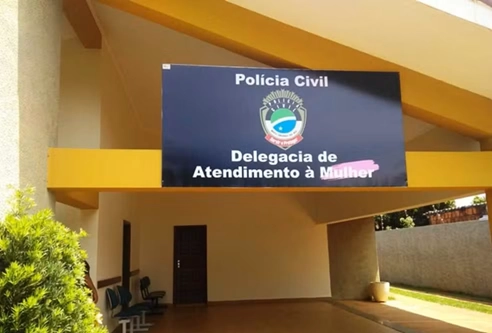 Polícia Civil
Delegacia de
Atendimento à Mulher